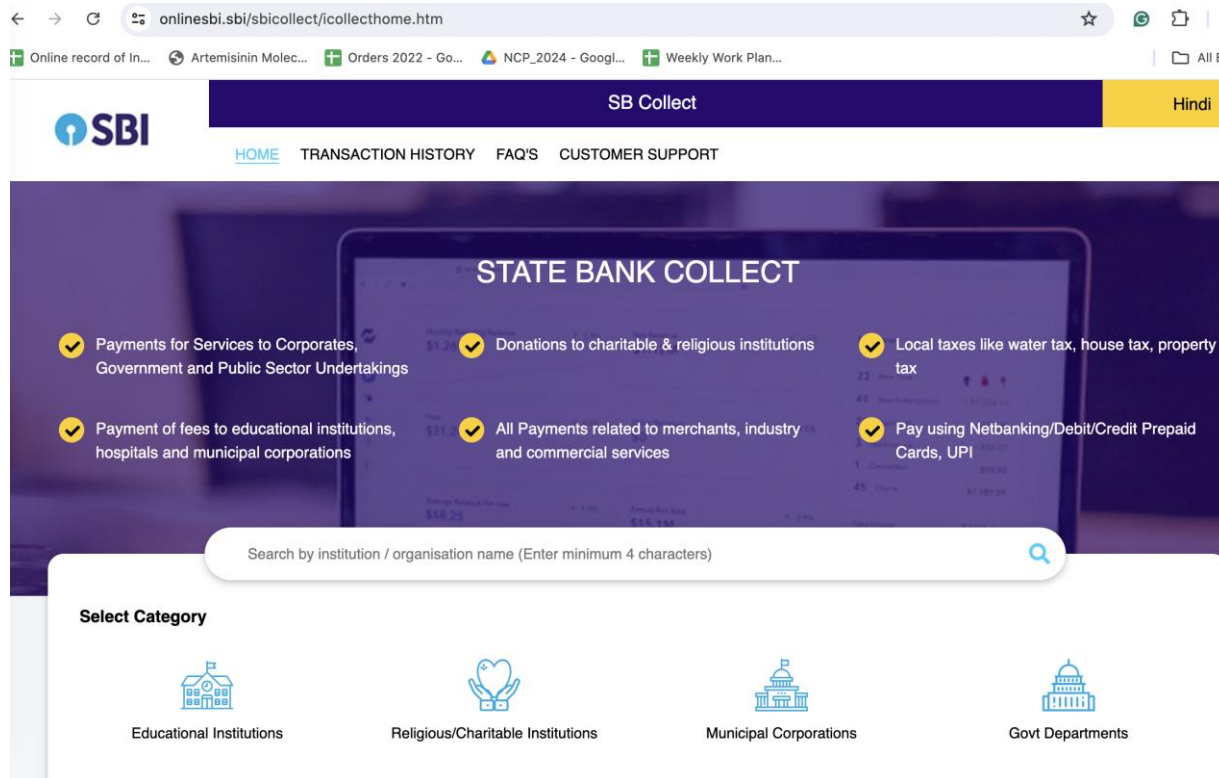 onlinesbi.sbi/sbicollect/icollecthome.htm
Online record of In... Artemisinin Molec... Orders 2022 - Go... NCP_2024 - Googl... Weekly Work Plan... All
SBI
SB Collect
Hindi
HOME TRANSACTION HISTORY FAQ'S CUSTOMER SUPPORT
STATE BANK COLLECT
Payments for Services to Corporates,
Government and Public Sector Undertakings
Donations to charitable & religious institutions
Local taxes like water tax, house tax, property
tax
Payment of fees to educational institutions,
hospitals and municipal corporations
All Payments related to merchants, industry
and commercial services
Pay using Netbanking/Debit/Credit Prepaid
Cards, UPI
$58.25
Search by institution / organisation name (Enter minimum 4 characters)
Select Category
Educational Institutions
Religious/Charitable Institutions
Municipal Corporations
Govt Departments